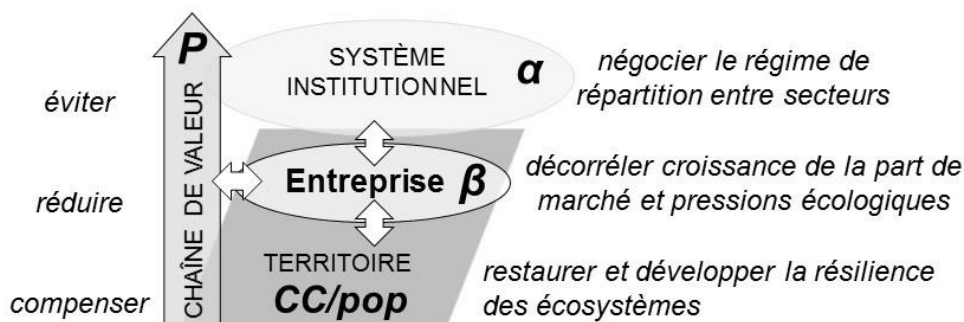 P
SYSTÈME
INSTITUTIONNEL
α
négocier le régime de
répartition entre secteurs
éviter
CHAÎNE DE VALEUR
Entreprise β
décorréler croissance de la part de
marché et pressions écologiques
réduire
TERRITOIRE
CC/pop
restaurer et développer la résilience
des écosystèmes
compenser